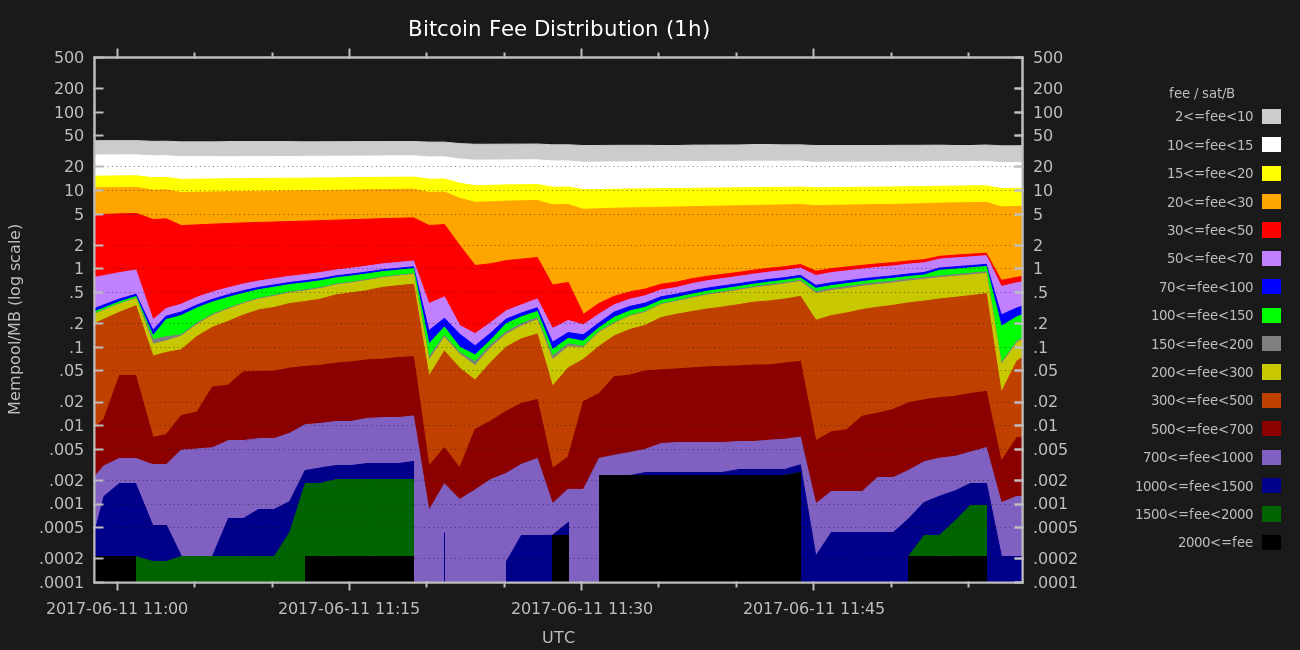 Bitcoin Fee Distribution (1h)
500
200
100
50
20
10
5
2
1
.5
.2
.1
.05
.02
.01
.005
.002
.001
.0005
.0002
.0001
Mempool/MB (log scale)
500
200
100
50
20
10
5
2
1
.5
.2
.1
.05
.02
.01
.005
.002
.001
.0005
.0002
.0001
2017-06-11 11:00
2017-06-11 11:15
2017-06-11 11:30
2017-06-11 11:45
UTC
fee / sat/B
2<=fee<10
10<=fee<15
15<=fee<20
20<=fee<30
30<=fee<50
50<=fee<70
70<=fee<100
100<=fee<150
150<=fee<200
200<=fee<300
300<=fee<500
500<=fee<700
700<=fee<1000
1000<=fee<1500
1500<=fee<2000
2000<=fee